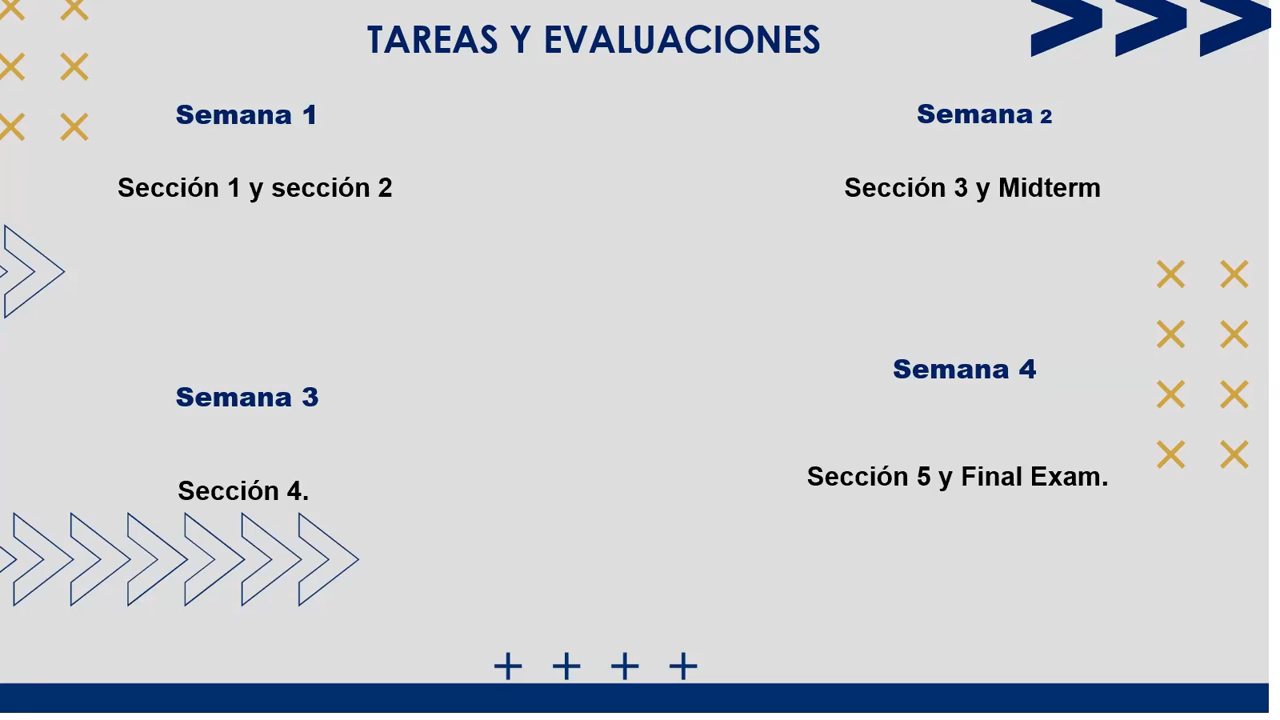 TAREAS Y EVALUACIONES
Semana 1
Sección 1 y sección 2
Semana 2
Sección 3 y Midterm
Semana 3
Sección 4.
Semana 4
Sección 5 y Final Exam.